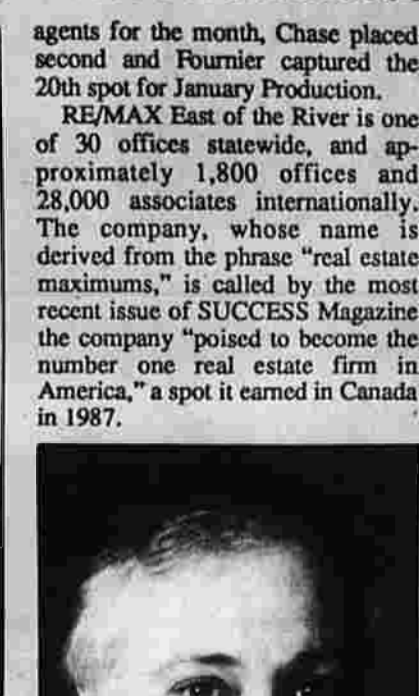 agents for the month, Chase placed
second and Fournier captured the
20th spot for January Production.
RE/MAX East of the River is one
of 30 offices statewide, and ap-
proximately 1,800 offices and
28,000 associates internationally.
The company, whose name is
derived from the phrase "real estate
maximums," is called by the most
recent issue of SUCCESS Magazine
the company "poised to become the
number one real estate firm in
America," a spot it earned in Canada
in 1987.